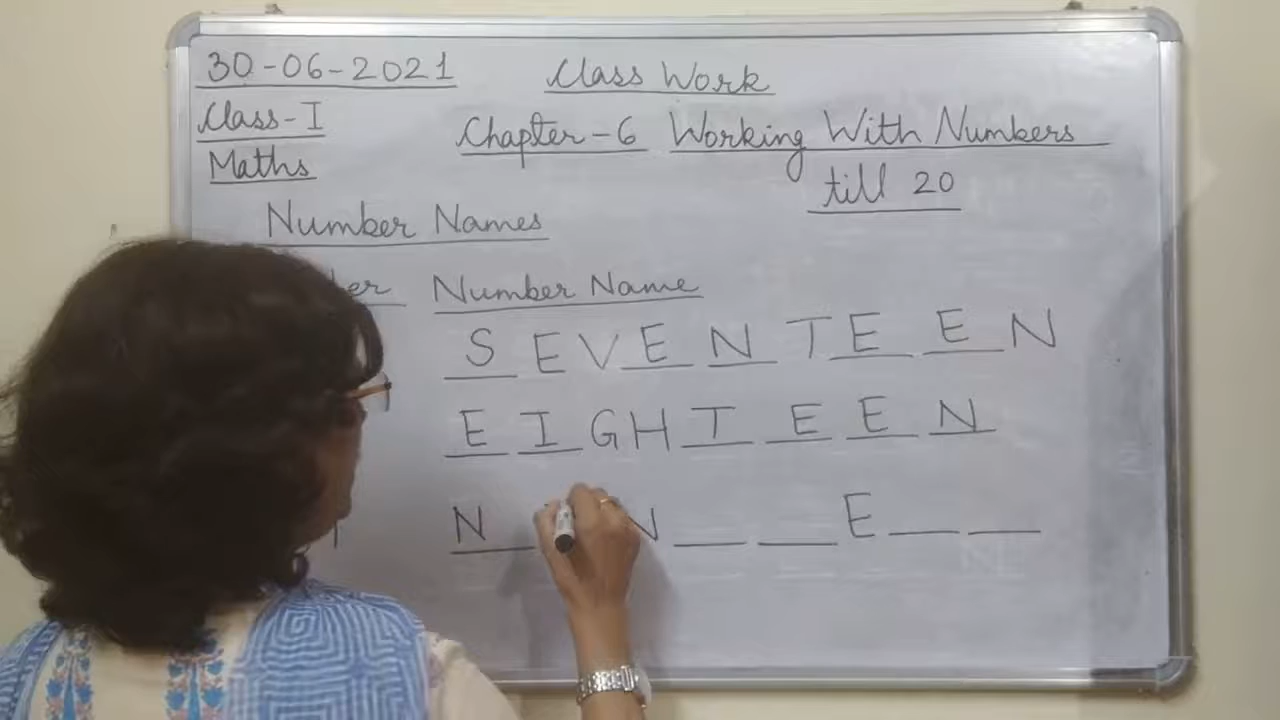 30-06-2021 Class Work
Class-I Chapter-6 Working With Numbers
Maths till 20
Number Names
Number Name
S E V E N T E E N
E I G H T E E N
N N _ _ E _ _